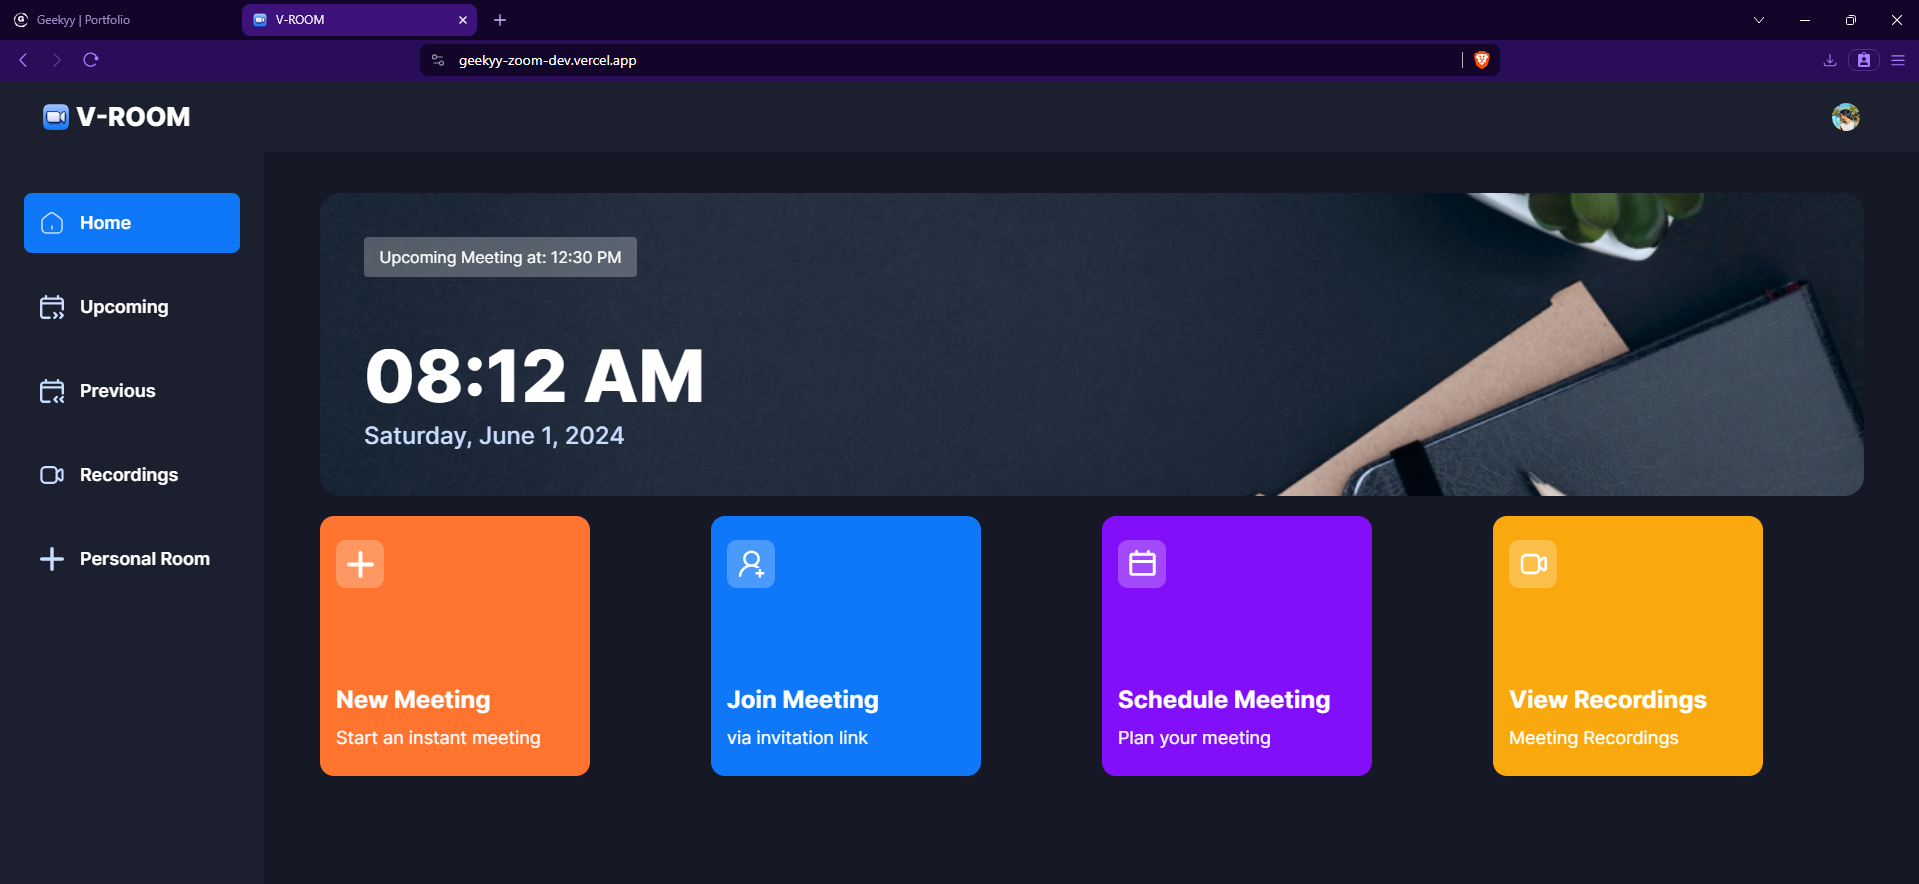 Geekyy | Portfolio
V-ROOM
geekyy-zoom-dev.vercel.app
V-ROOM
Home
Upcoming
Previous
Recordings
Personal Room
Upcoming Meeting at: 12:30 PM
08:12 AM
Saturday, June 1, 2024
New Meeting
Start an instant meeting
Join Meeting
via invitation link
Schedule Meeting
Plan your meeting
View Recordings
Meeting Recordings